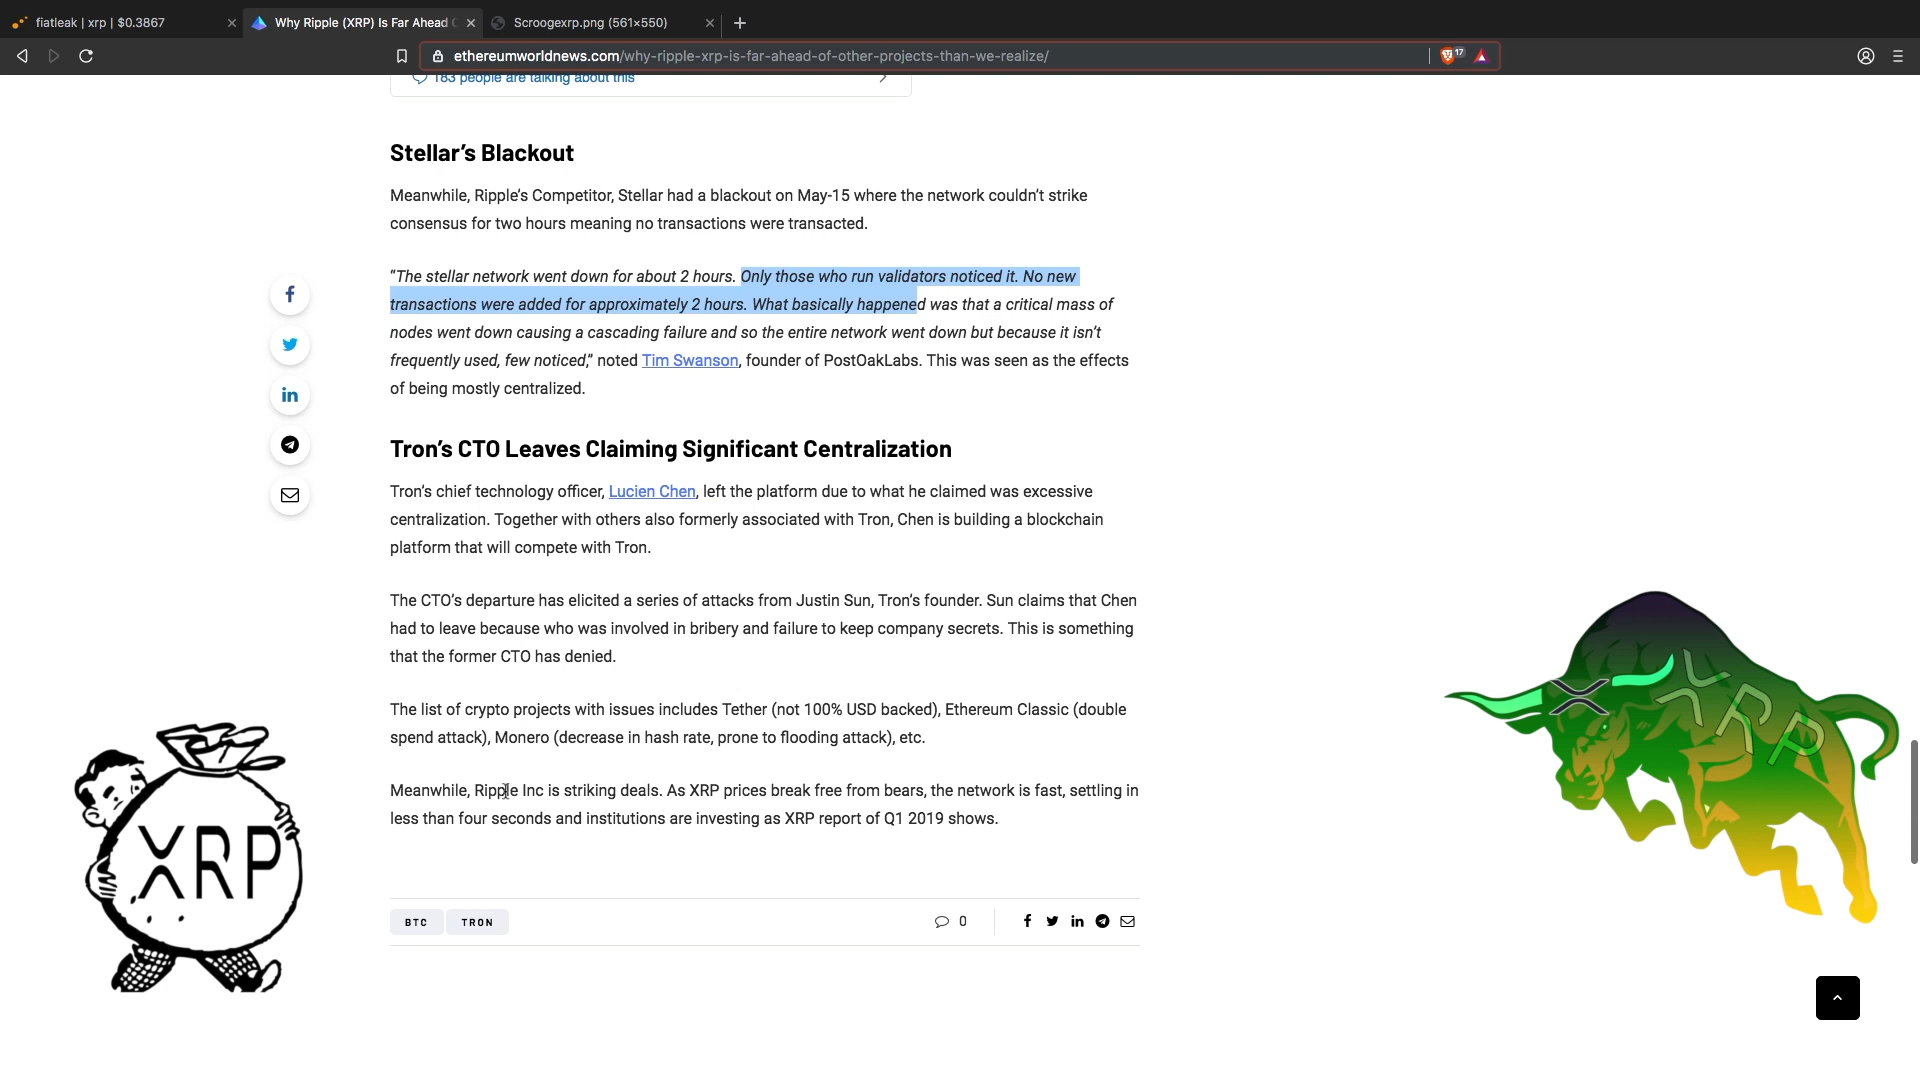 fiatleak | xrp | $0.3867
Why Ripple (XRP) Is Far Ahead O
Scroogexrp.png (561×550)
ethereumworldnews.com/why-ripple-xrp-is-far-ahead-of-other-projects-than-we-realize/
17
183 people are talking about this
Stellar’s Blackout
Meanwhile, Ripple’s Competitor, Stellar had a blackout on May-15 where the network couldn’t strike
consensus for two hours meaning no transactions were transacted.
“The stellar network went down for about 2 hours. Only those who run validators noticed it. No new
transactions were added for approximately 2 hours. What basically happened was that a critical mass of
nodes went down causing a cascading failure and so the entire network went down but because it isn’t
frequently used, few noticed,” noted Tim Swanson, founder of PostOakLabs. This was seen as the effects
of being mostly centralized.
Tron’s CTO Leaves Claiming Significant Centralization
Tron’s chief technology officer, Lucien Chen, left the platform due to what he claimed was excessive
centralization. Together with others also formerly associated with Tron, Chen is building a blockchain
platform that will compete with Tron.
The CTO’s departure has elicited a series of attacks from Justin Sun, Tron’s founder. Sun claims that Chen
had to leave because who was involved in bribery and failure to keep company secrets. This is something
that the former CTO has denied.
The list of crypto projects with issues includes Tether (not 100% USD backed), Ethereum Classic (double
spend attack), Monero (decrease in hash rate, prone to flooding attack), etc.
Meanwhile, Ripple Inc is striking deals. As XRP prices break free from bears, the network is fast, settling in
less than four seconds and institutions are investing as XRP report of Q1 2019 shows.
XRP
XRP
BTC
TRON
0